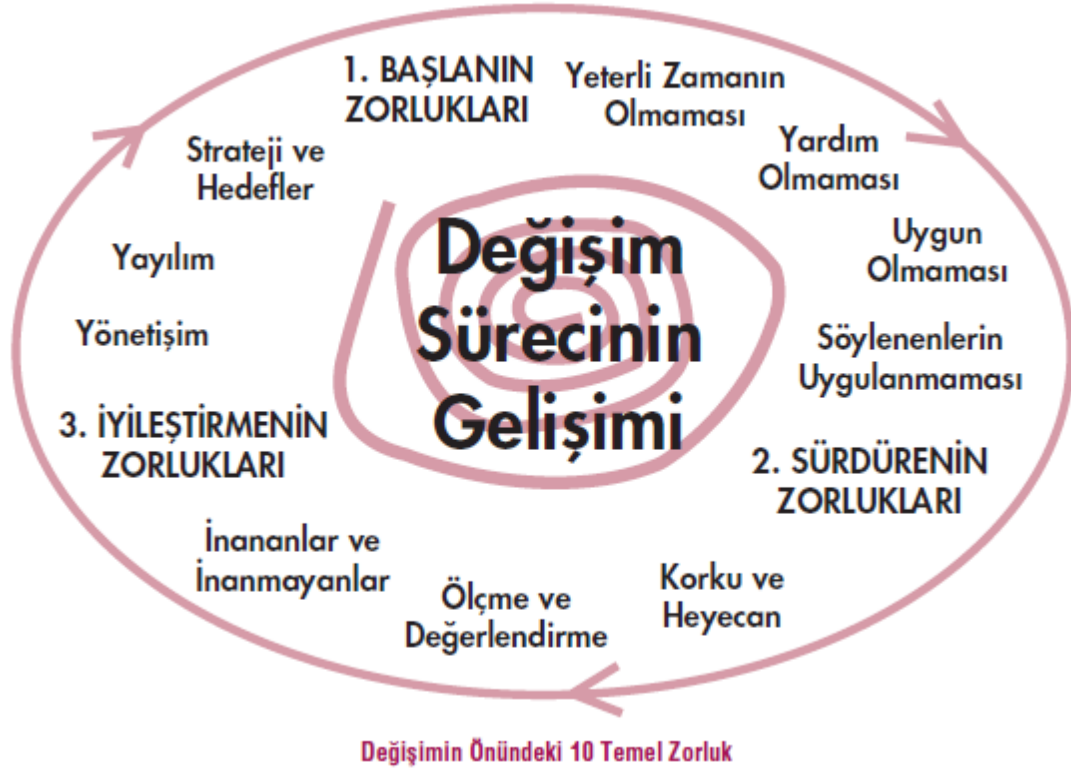 1. BAŞLANIN
ZORLUKLARI
Yeterli Zamanın
Olmaması
Yardım
Olmaması
Uygun
Olmaması
Söylenenlerin
Uygulanmaması
2. SÜRDÜRENİN
ZORLUKLARI
Korku ve
Heyecan
Ölçme ve
Değerlendirme
İnananlar ve
İnanmayanlar
3. İYİLEŞTİRMENİN
ZORLUKLARI
Yönetişim
Yayılım
Strateji ve
Hedefler
Değişim
Sürecinin
Gelişimi
Değişimin Önündeki 10 Temel Zorluk